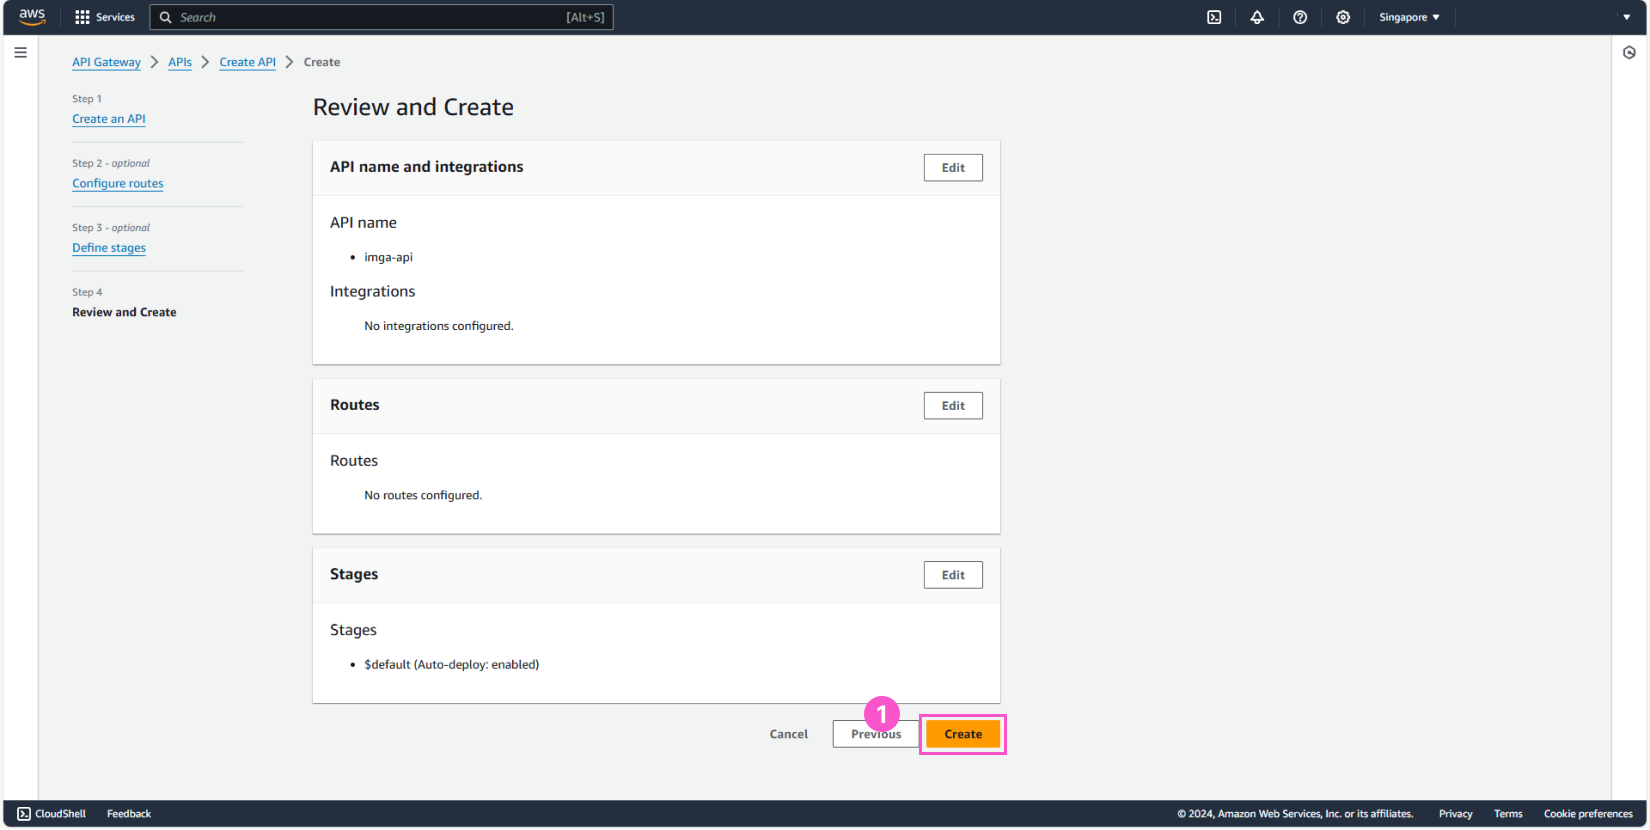 aws
Services
Search
[Alt+S]
Singapore
API Gateway
APIs
Create API
Create
Step 1
Create an API
Step 2 - optional
Configure routes
Step 3 - optional
Define stages
Step 4
Review and Create
Review and Create
API name and integrations
Edit
API name
imga-api
Integrations
No integrations configured.
Routes
Edit
Routes
No routes configured.
Stages
Edit
Stages
$default (Auto-deploy: enabled)
1
Cancel
Previous
Create
CloudShell
Feedback
© 2024, Amazon Web Services, Inc. or its affiliates.
Privacy
Terms
Cookie preferences